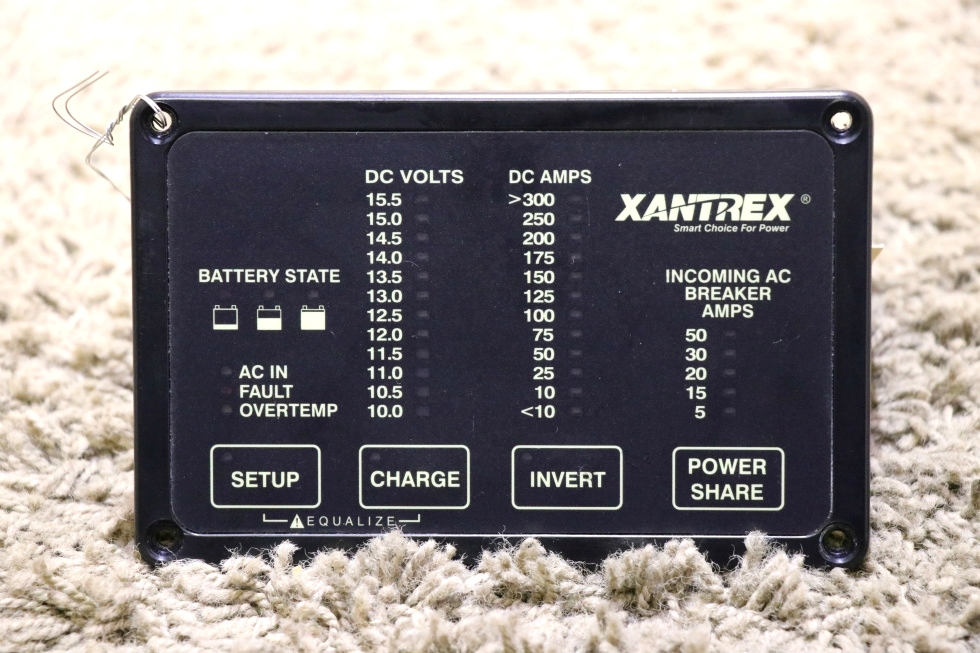 DC VOLTS
15.5
15.0
14.5
14.0
13.5
13.0
12.5
12.0
11.5
11.0
10.5
10.0
DC AMPS
>300
250
200
175
150
125
100
75
50
25
10
<10
XANTREX ®
Smart Choice For Power
BATTERY STATE
AC IN
FAULT
OVERTEMP
INCOMING AC
BREAKER
AMPS
50
30
20
15
5
SETUP
CHARGE
INVERT
POWER
SHARE
EQUALIZE